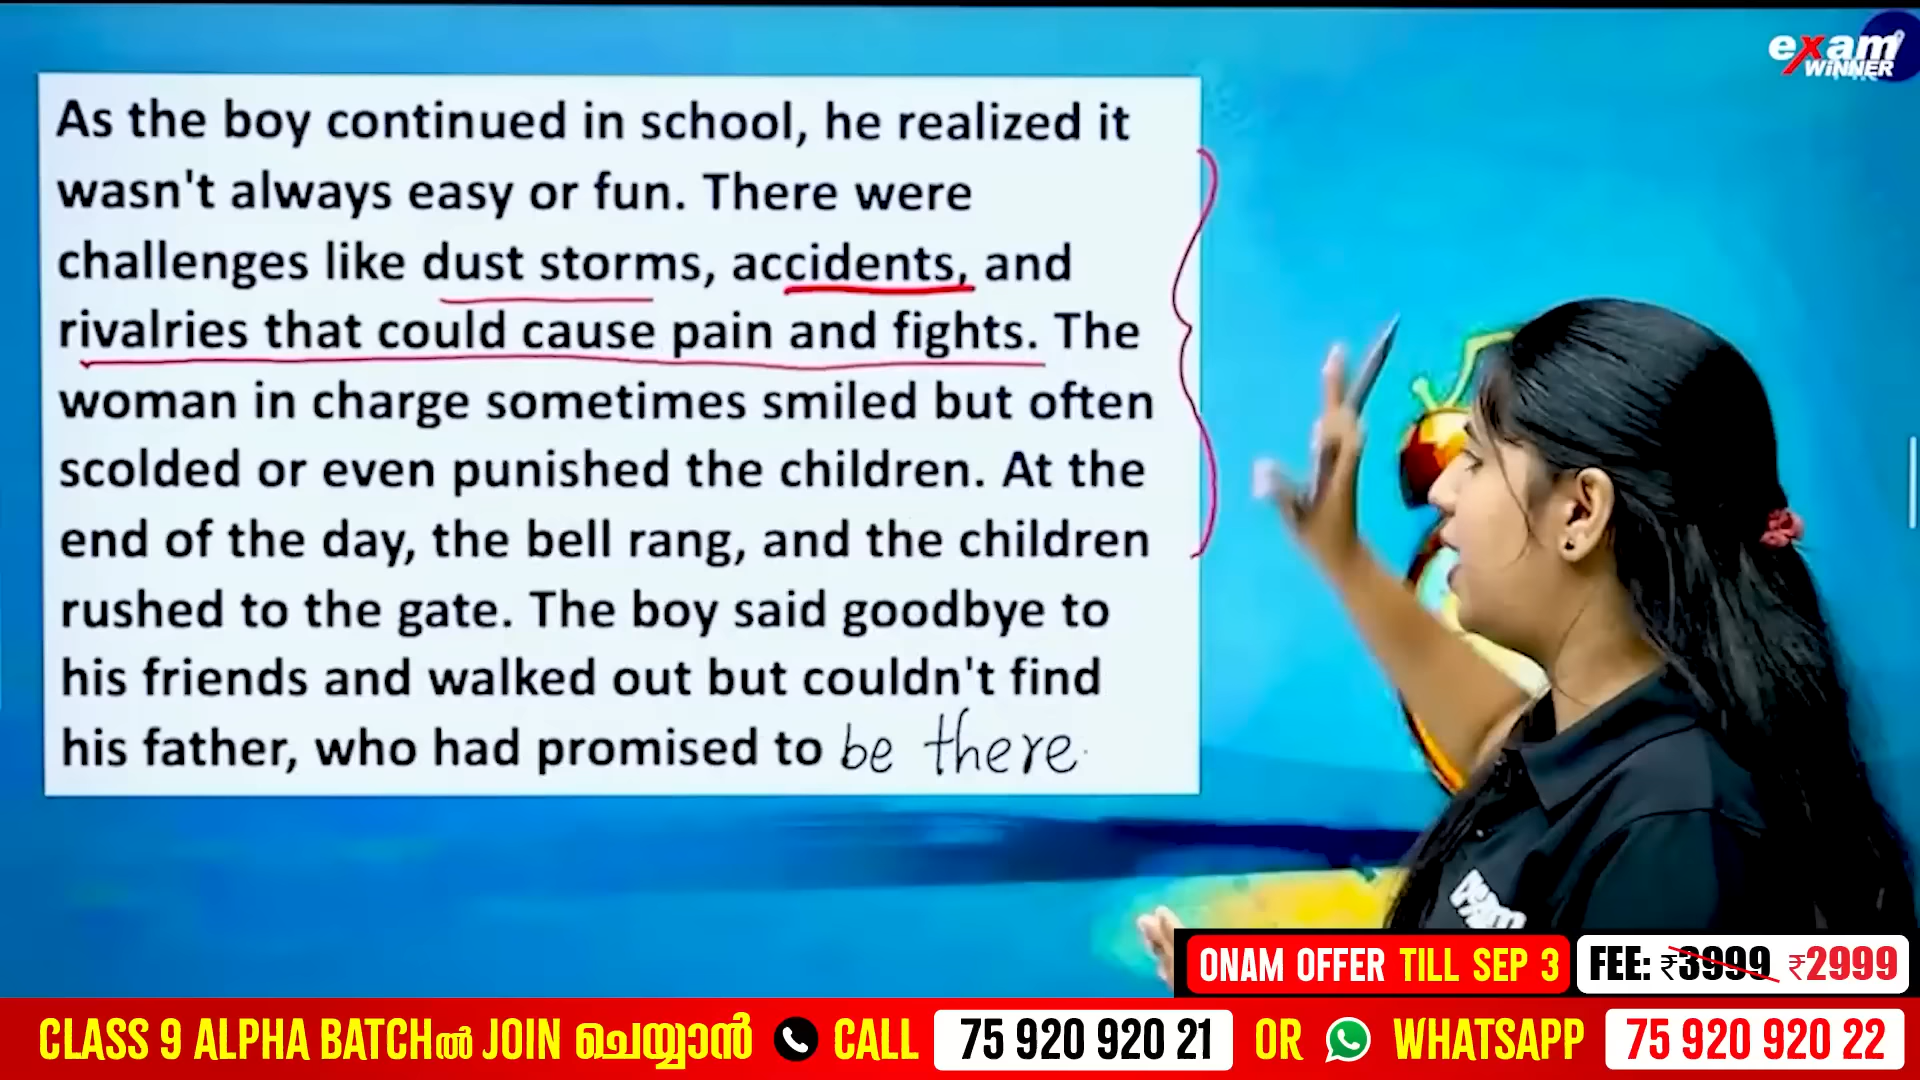 exam
WINNER
As the boy continued in school, he realized it
wasn't always easy or fun. There were
challenges like dust storms, accidents, and
rivalries that could cause pain and fights. The
woman in charge sometimes smiled but often
scolded or even punished the children. At the
end of the day, the bell rang, and the children
rushed to the gate. The boy said goodbye to
his friends and walked out but couldn't find
his father, who had promised to be there.
exam
ONAM OFFER TILL SEP 3 FEE: ₹3999 ₹2999
CLASS 9 ALPHA BATCHൽ JOIN ചെയ്യാൻ CALL 75 920 920 21 OR WHATSAPP 75 920 920 22